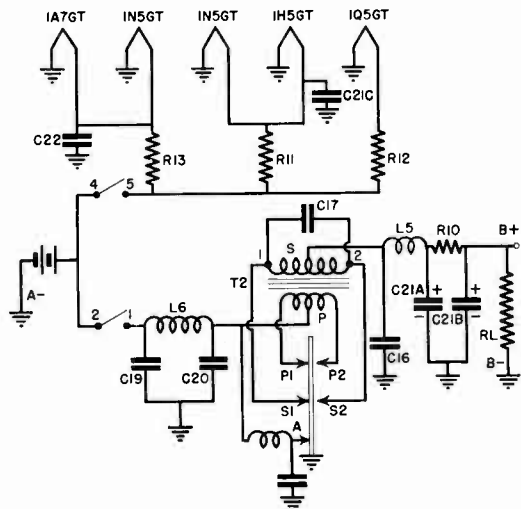 1A7GT 1N5GT 1N5GT 1H5GT 1Q5GT
C21C
C22
R13 R11 R12
4 5
C17
1 S 2
L5 R10 B+
T2
A-
C21A + +
- C21B -
P
2 1 L6
RL
C16
B-
C19 C20
P1 P2
S1 S2
A